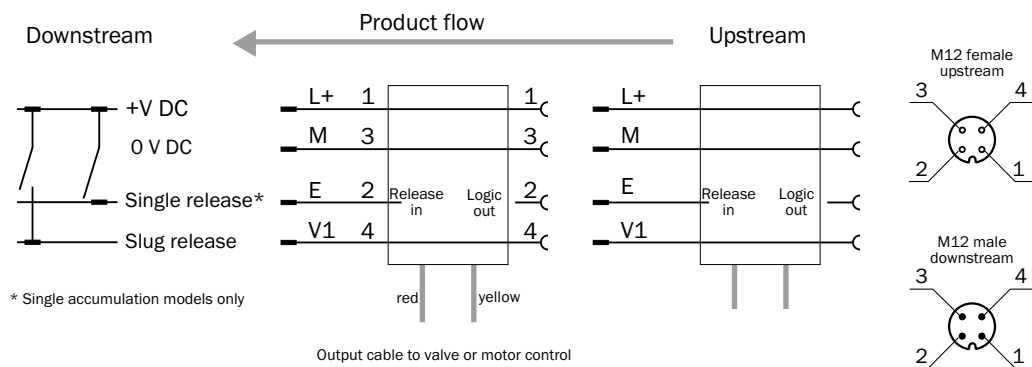 Product flow
Downstream
Upstream
+V DC
0 V DC
Single release*
Slug release
* Single accumulation models only
L+ 1 1
M 3 3
E 2 Release in Logic out 2
V1 4 4
red yellow
Output cable to valve or motor control
L+
M
E Release in Logic out
V1
M12 female
upstream
3 4
2 1
M12 male
downstream
3 4
2 1